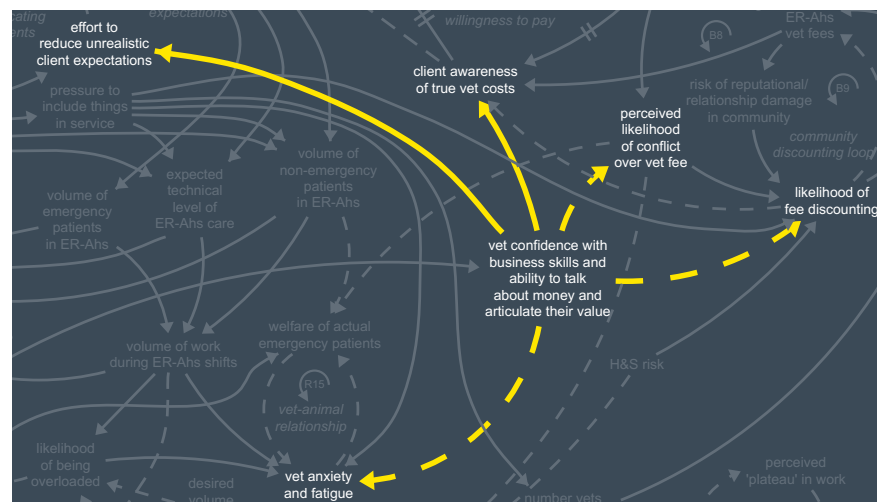 cating
ents
expectations
effort to
reduce unrealistic
client expectations
willingness to pay
B8
ER-Ahs
vet fees
client awareness
of true vet costs
risk of reputational/
relationship damage
in community
B9
pressure to
include things
in service
perceived
likelihood
of conflict
over vet fee
community
discounting loop
volume of
non-emergency
patients
in ER-Ahs
expected
technical
level of
ER-Ahs care
volume of
emergency
patients
in ER-Ahs
likelihood of
fee discounting
vet confidence with
business skills and
ability to talk
about money and
articulate their value
volume of work
during ER-Ahs shifts
welfare of actual
emergency patients
H&S risk
R15
vet-animal
relationship
likelihood
of being
overloaded
vet anxiety
and fatigue
desired
volume
number vets
perceived
'plateau' in work